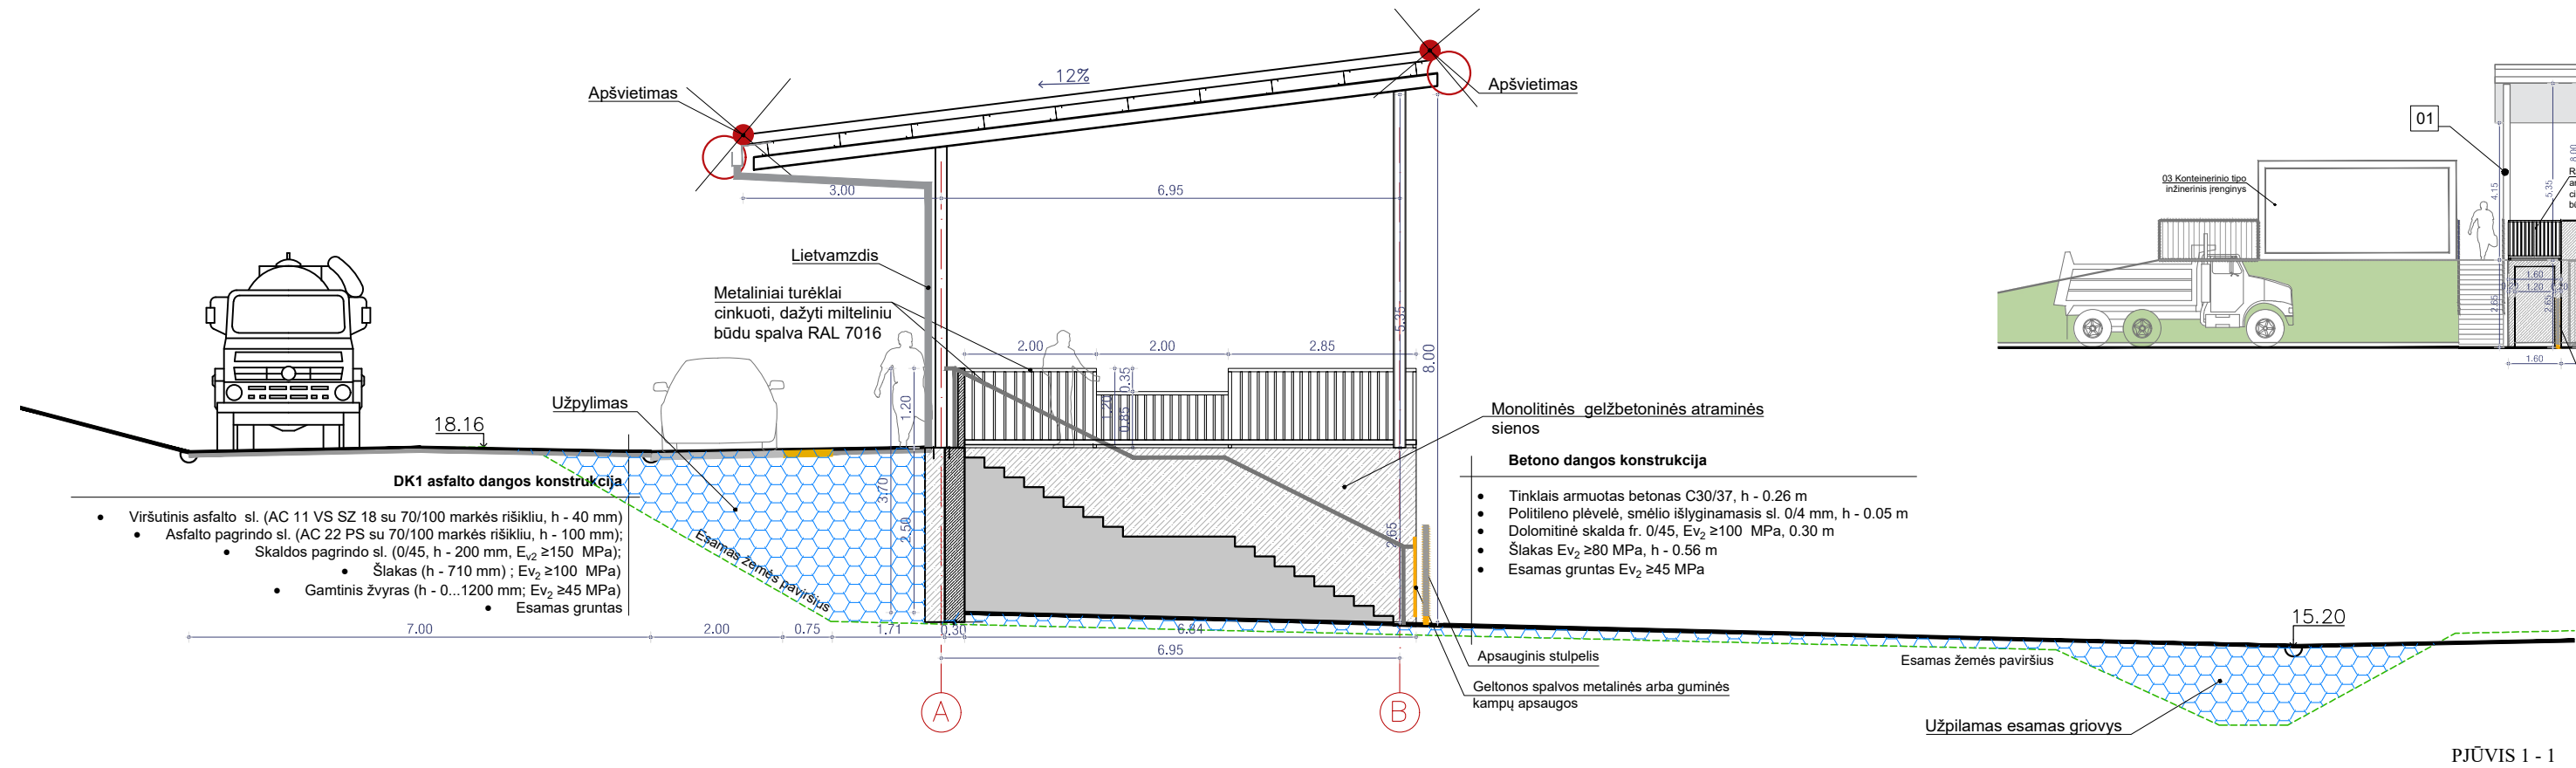 12%
Apšvietimas
Apšvietimas
01
03 Konteinerinio tipo
inžinerinis įrenginys
3.00
6.95
4.15
5.35
8.00
Lietvamzdis
Metaliniai turėklai
cinkuoti, dažyti milteliniu
būdu spalva RAL 7016
5.35
8.00
2.00
2.00
2.85
1.60
1.20
2.65
2.65
1.60
1.20
1.20
0.35
0.85
Užpylimas
18.16
Monolitinės gelžbetoninės atraminės
sienos
DK1 asfalto dangos konstrukcija
• Viršutinis asfalto sl. (AC 11 VS SZ 18 su 70/100 markės rišikliu, h - 40 mm)
• Asfalto pagrindo sl. (AC 22 PS su 70/100 markės rišikliu, h - 100 mm);
• Skaldos pagrindo sl. (0/45, h - 200 mm, Ev2 ≥150 MPa);
• Šlakas (h - 710 mm) ; Ev2 ≥100 MPa)
• Gamtinis žvyras (h - 0...1200 mm; Ev2 ≥45 MPa)
• Esamas gruntas
Esamas žemės paviršius
3.70
2.50
2.65
Betono dangos konstrukcija
• Tinklais armuotas betonas C30/37, h - 0.26 m
• Politileno plėvelė, smėlio išlyginamasis sl. 0/4 mm, h - 0.05 m
• Dolomitinė skalda fr. 0/45, Ev2 ≥100 MPa, 0.30 m
• Šlakas Ev2 ≥80 MPa, h - 0.56 m
• Esamas gruntas Ev2 ≥45 MPa
7.00
2.00
0.75
1.71
0.30
6.84
6.95
15.20
Apsauginis stulpelis
Esamas žemės paviršius
Geltonos spalvos metalinės arba guminės
kampų apsaugos
A
B
Užpilamas esamas griovys
PJŪVIS 1 - 1